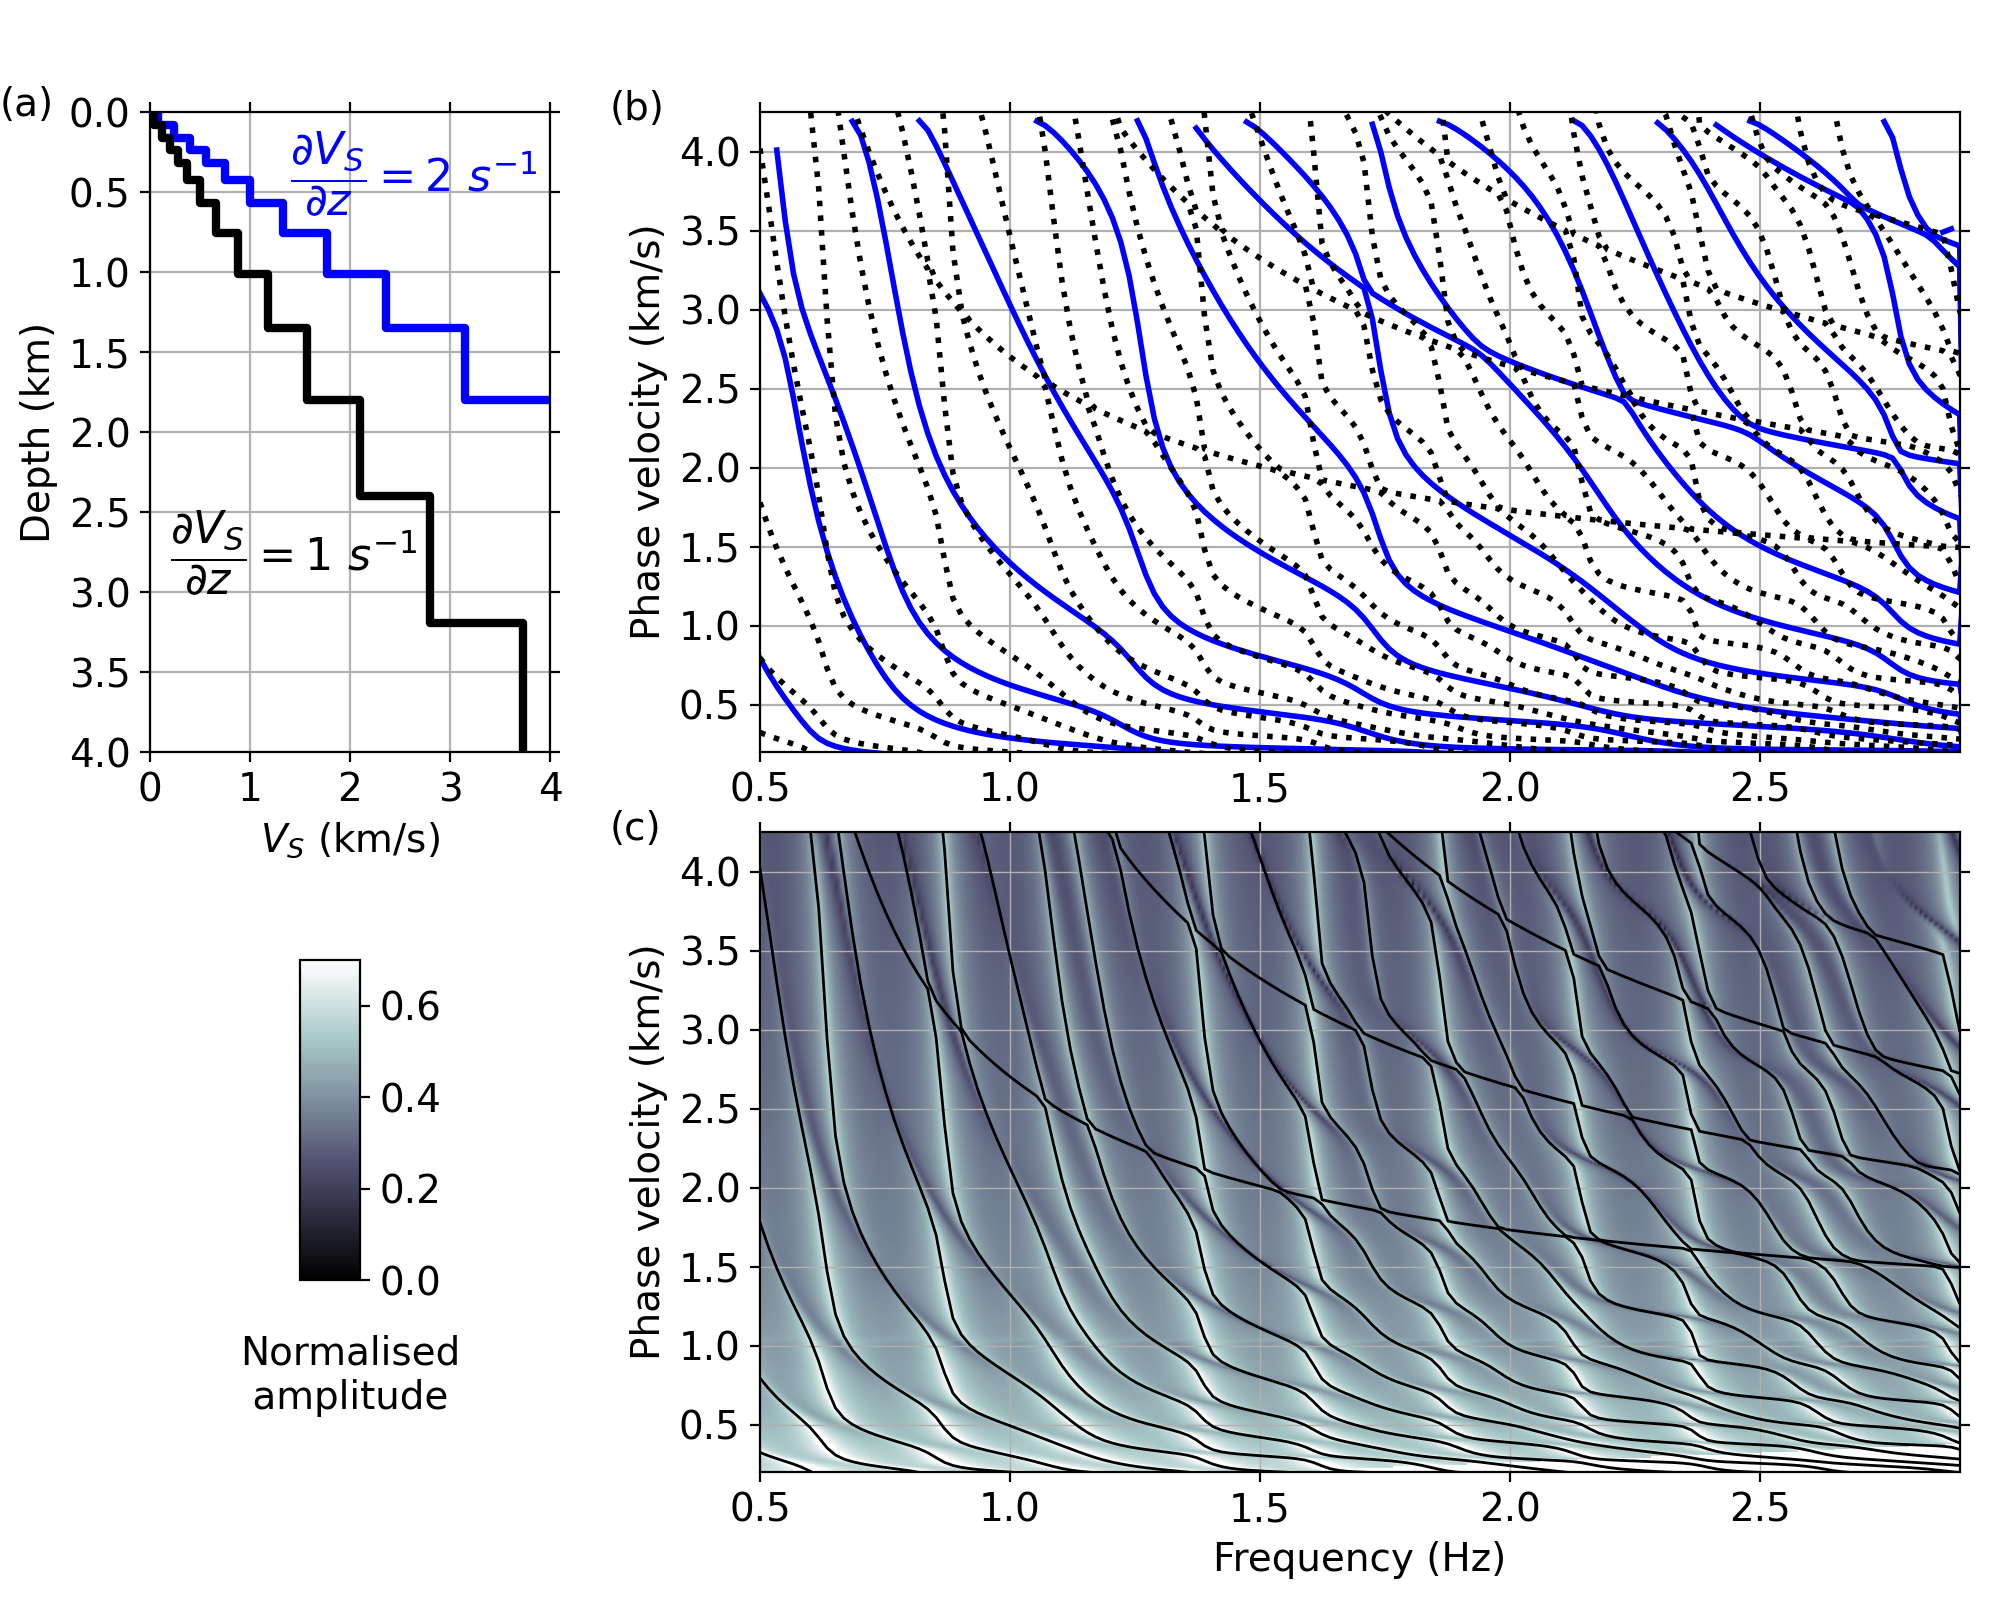 (a)
0.0
0.5
1.0
1.5
2.0
2.5
3.0
3.5
4.0
Depth (km)
∂V_S/∂z = 2 s⁻¹
∂V_S/∂z = 1 s⁻¹
0 1 2 3 4
V_S (km/s)
(b)
4.0
3.5
3.0
2.5
2.0
1.5
1.0
0.5
Phase velocity (km/s)
0.5 1.0 1.5 2.0 2.5
0.6
0.4
0.2
0.0
Normalised
amplitude
(c)
4.0
3.5
3.0
2.5
2.0
1.5
1.0
0.5
Phase velocity (km/s)
0.5 1.0 1.5 2.0 2.5
Frequency (Hz)